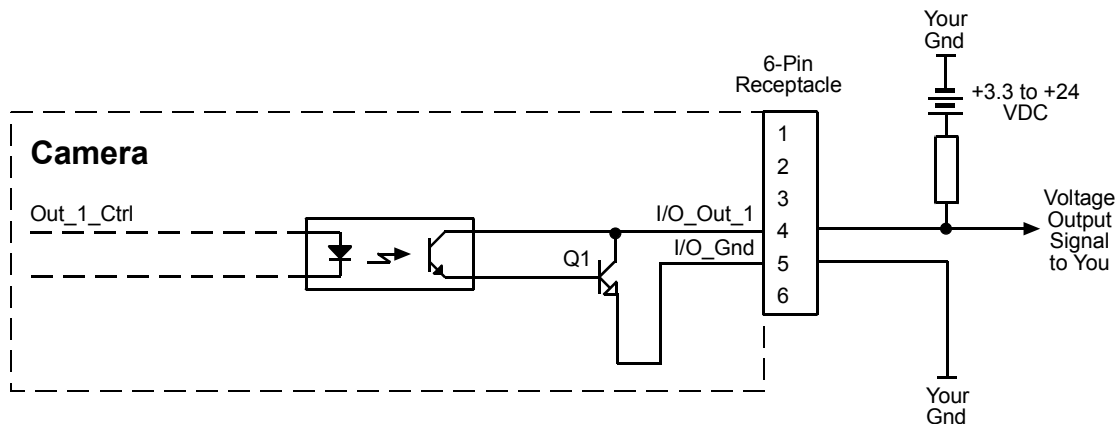 Your
Gnd
6-Pin
Receptacle
+3.3 to +24
VDC
Camera
1
2
3
4
5
6
Out_1_Ctrl
I/O_Out_1
I/O_Gnd
Q1
Voltage
Output
Signal
to You
Your
Gnd